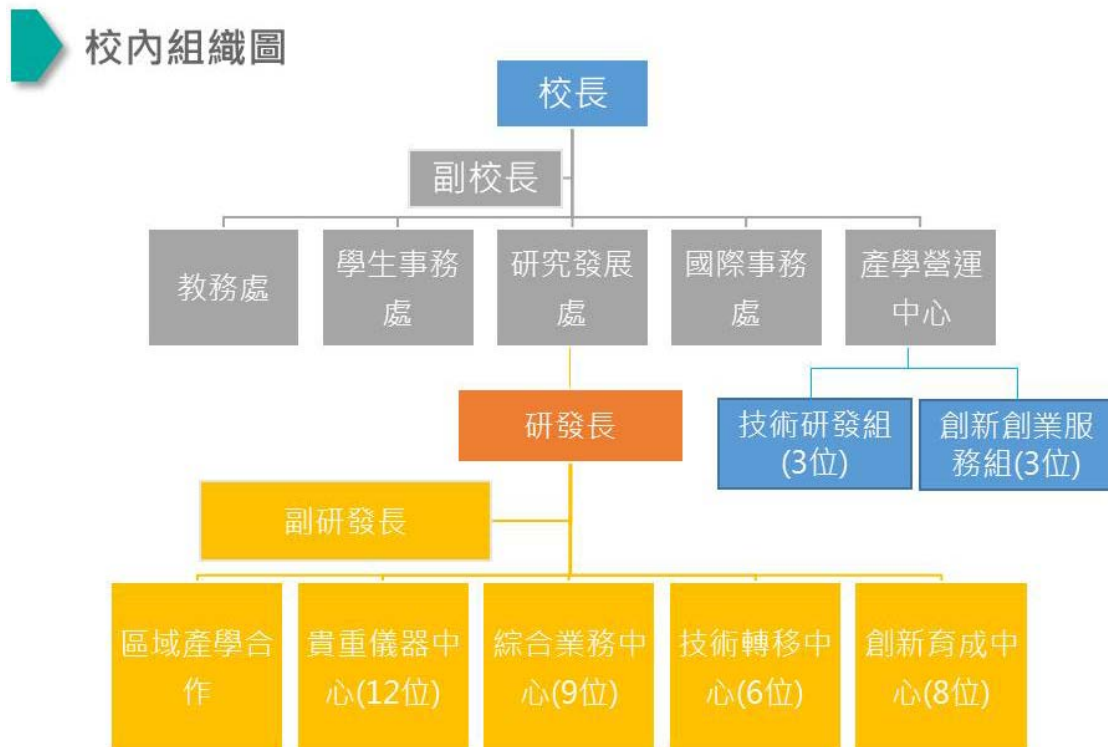 校內組織圖
校長
副校長
教務處
學生事務
處
研究發展
處
國際事務
處
產學營運
中心
研發長
技術研發組
(3位)
創新創業服
務組(3位)
副研發長
區域產學合
作
貴重儀器中
心(12位)
綜合業務中
心(9位)
技術轉移中
心(6位)
創新育成中
心(8位)